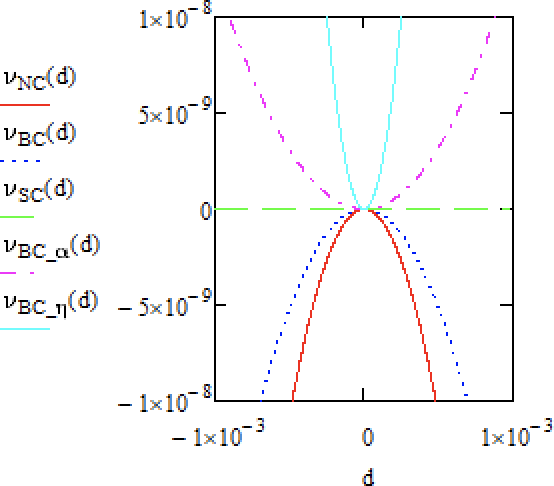 ν_NC(d)
ν_BC(d)
ν_SC(d)
ν_BC_α(d)
ν_BC_η(d)
1×10⁻⁸
5×10⁻⁹
0
− 5×10⁻⁹
− 1×10⁻⁸
− 1×10⁻³ 0 1×10⁻³
d